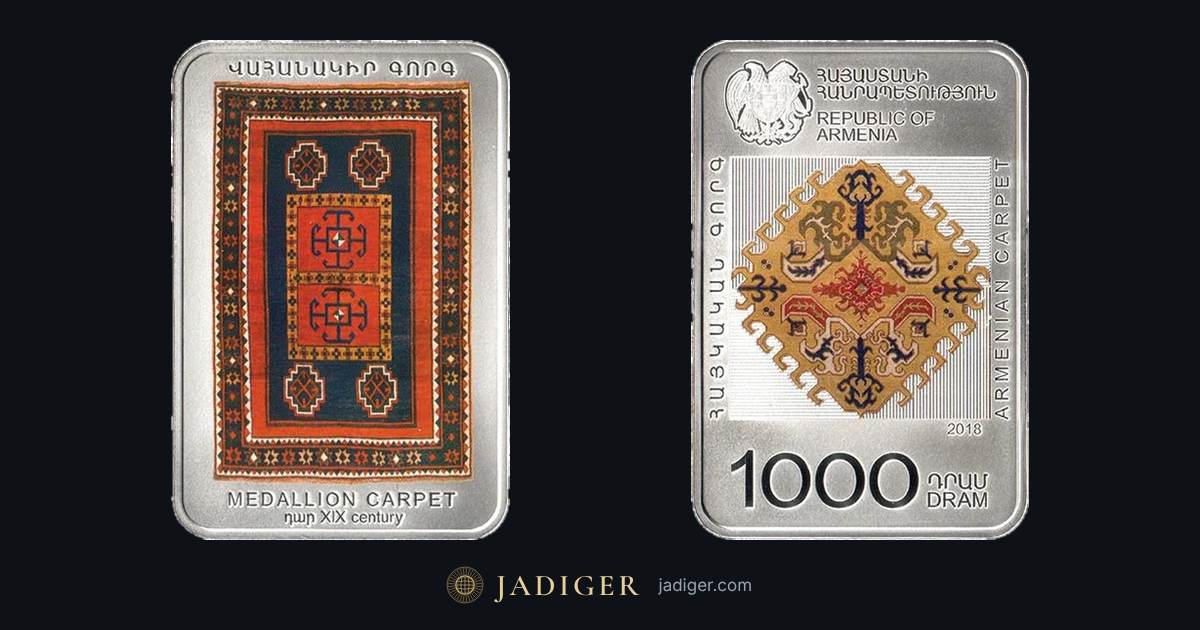 ՎԱՀԱՆԱԿԻՐ ԳՈՐԳ
MEDALLION CARPET
դար XIX century
ՀԱՅԱՍՏԱՆԻ
ՀԱՆՐԱՊԵՏՈՒԹՅՈՒՆ
REPUBLIC OF
ARMENIA
ՀԱՅԿԱԿԱՆ ԳՈՐԳ
ARMENIAN CARPET
2018
1000 ԴՐԱՄ
DRAM
JADIGER jadiger.com